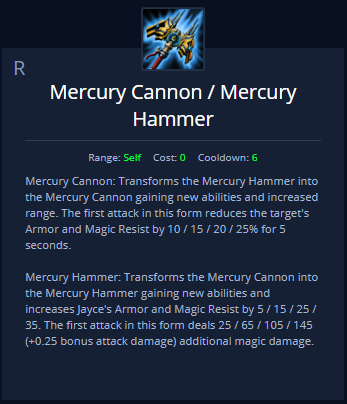 R
Mercury Cannon / Mercury
Hammer
Range: Self Cost: 0 Cooldown: 6
Mercury Cannon: Transforms the Mercury Hammer into
the Mercury Cannon gaining new abilities and increased
range. The first attack in this form reduces the target's
Armor and Magic Resist by 10 / 15 / 20 / 25% for 5
seconds.
Mercury Hammer: Transforms the Mercury Cannon into
the Mercury Hammer gaining new abilities and
increases Jayce's Armor and Magic Resist by 5 / 15 / 25 /
35. The first attack in this form deals 25 / 65 / 105 / 145
(+0.25 bonus attack damage) additional magic damage.